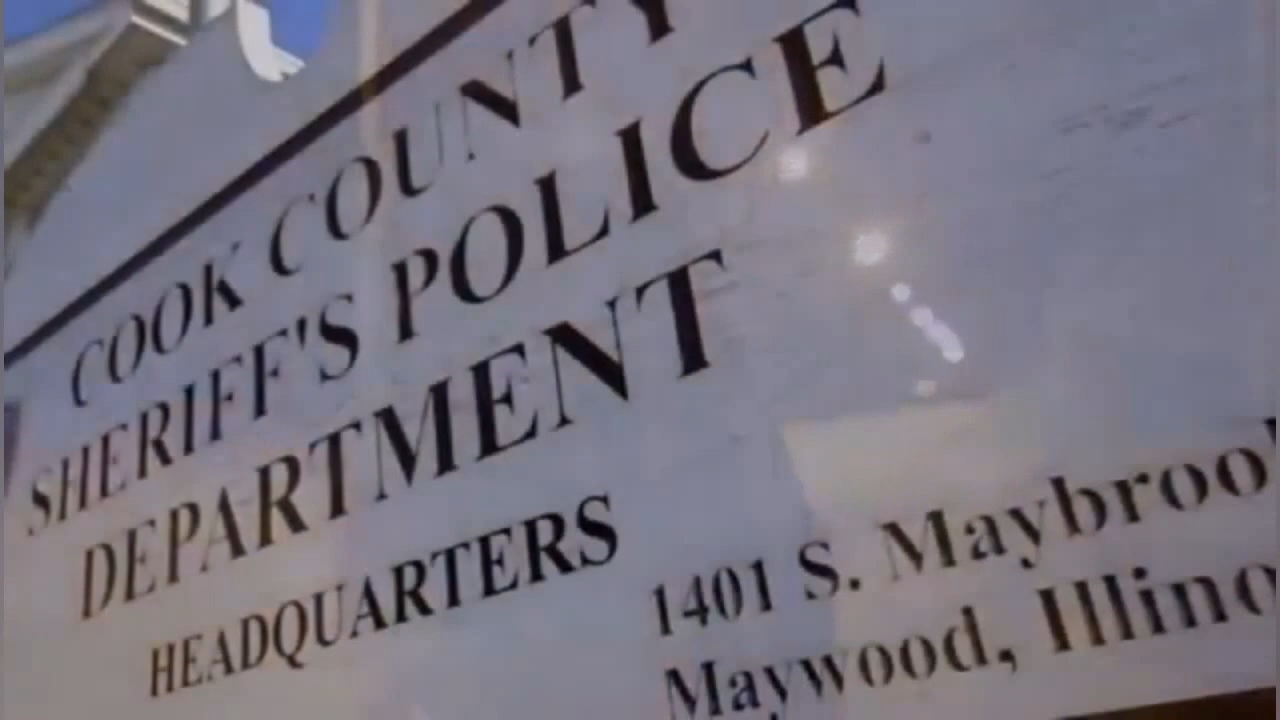 COOK COUNTY
SHERIFF'S POLICE
DEPARTMENT
HEADQUARTERS
1401 S. Maybroo
Maywood, Illino